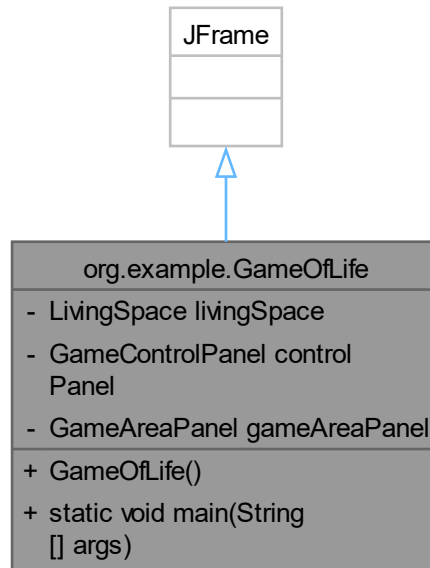 JFrame
org.example.GameOfLife
- LivingSpace livingSpace
- GameControlPanel control
Panel
- GameAreaPanel gameAreaPanel
+ GameOfLife()
+ static void main(String
[] args)